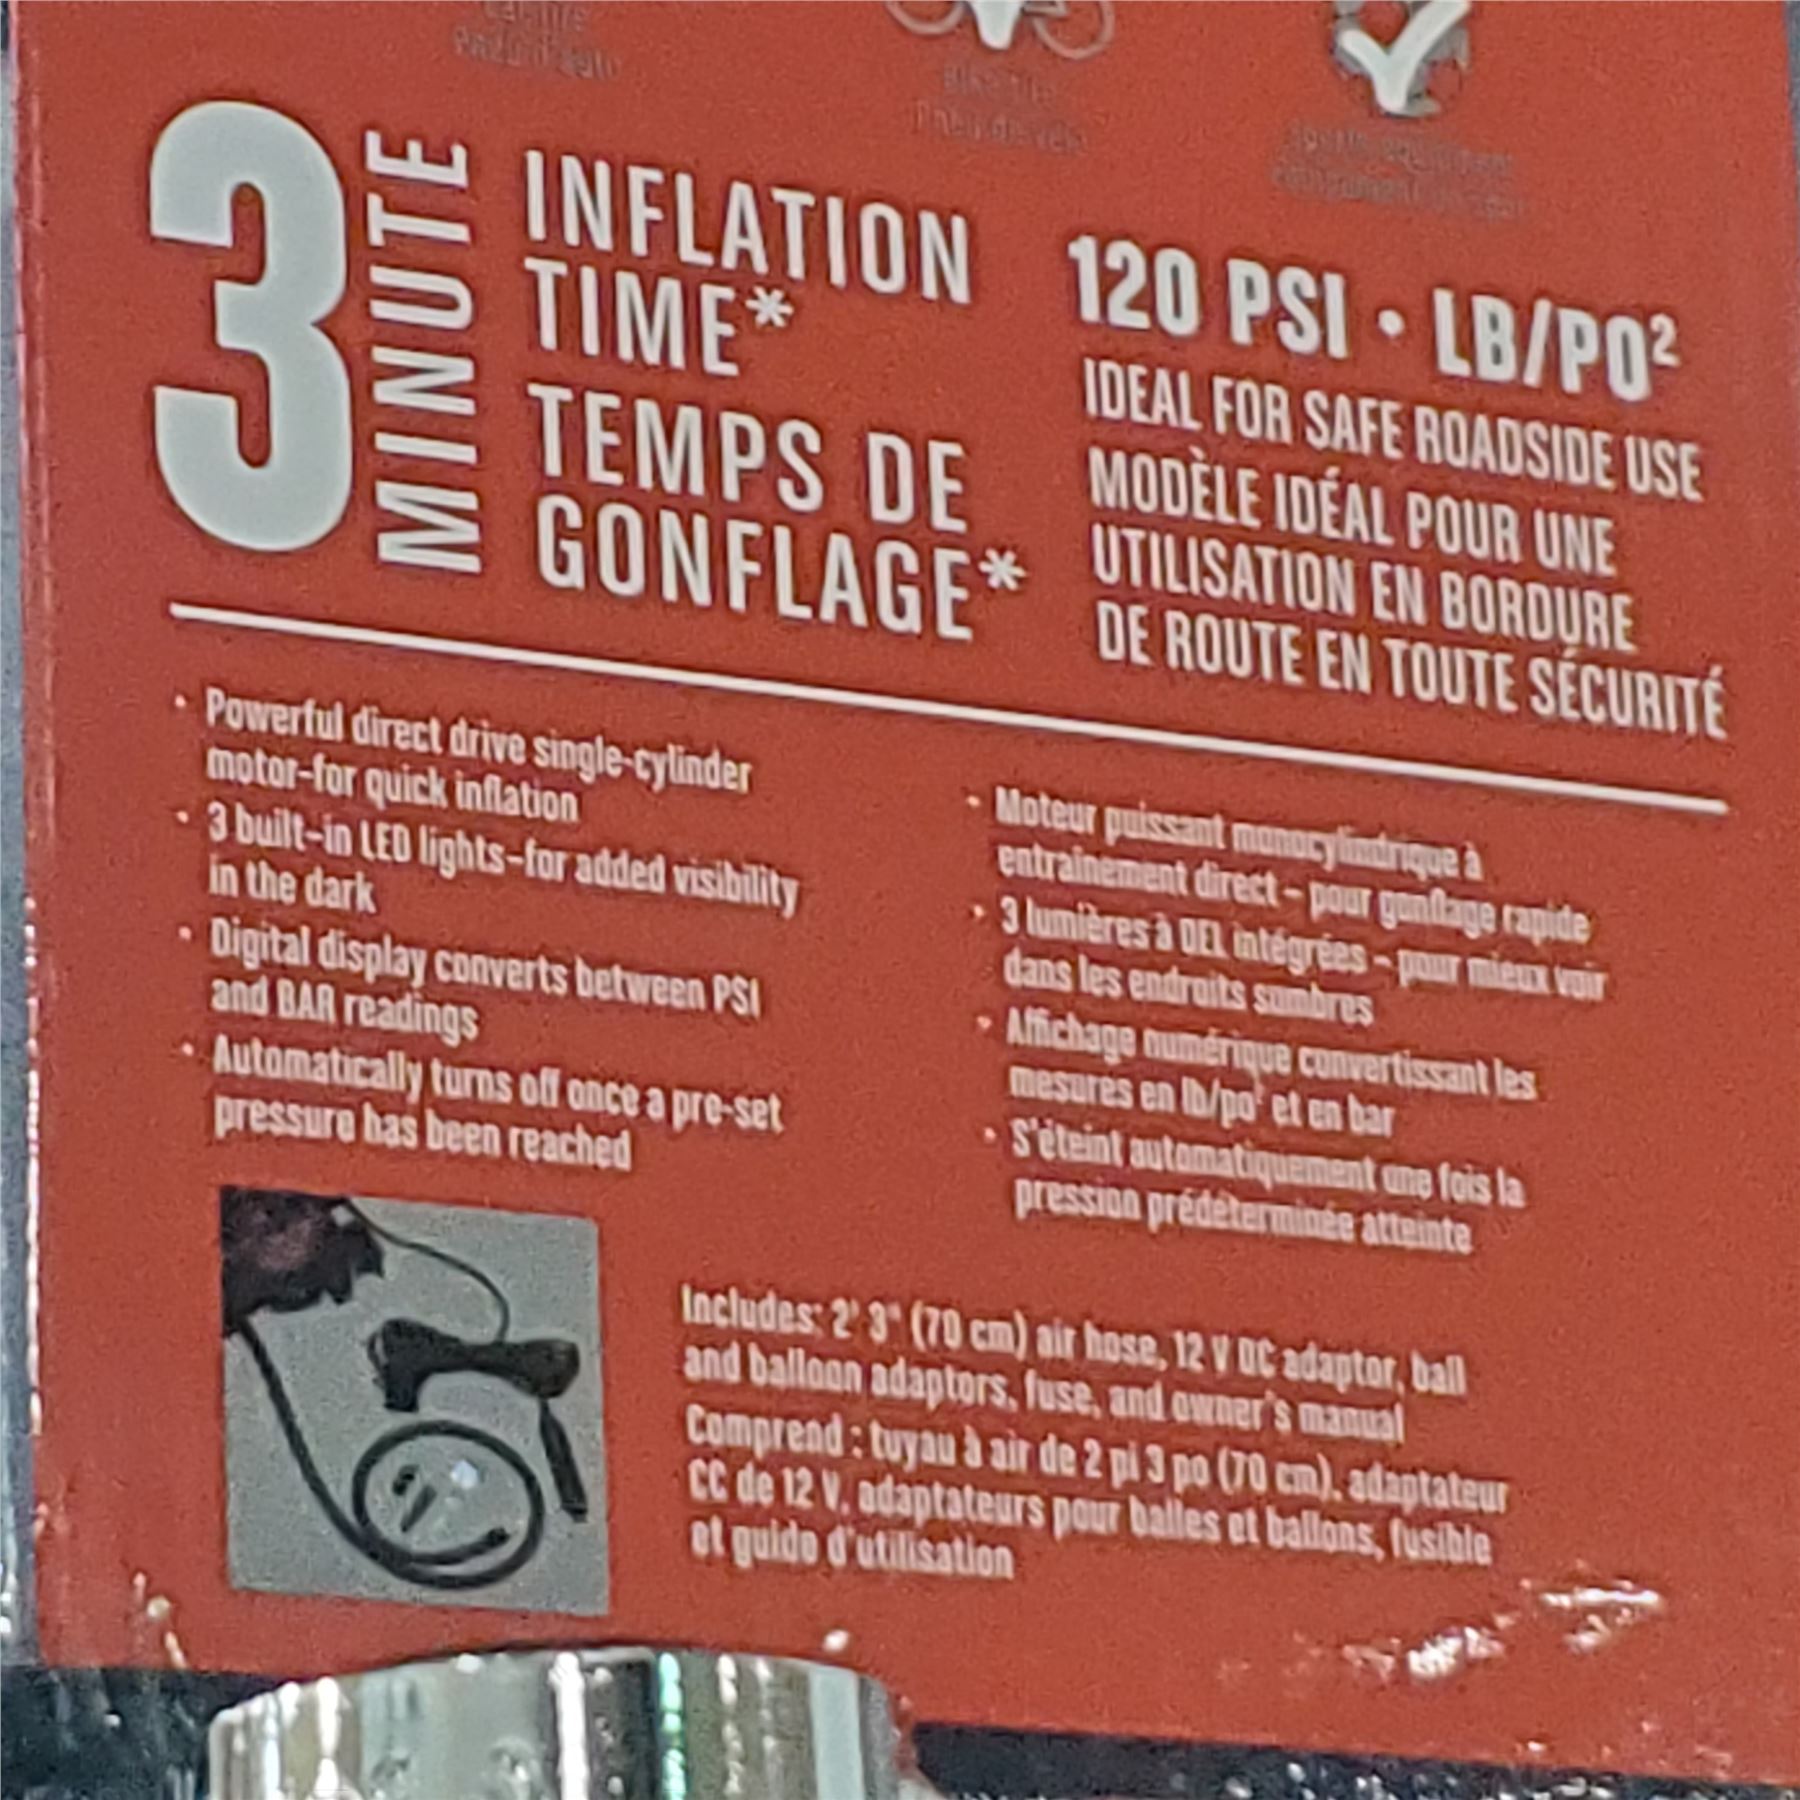 3 MINUTE
INFLATION
TIME*
TEMPS DE
GONFLAGE*
120 PSI • LB/PO²
IDEAL FOR SAFE ROADSIDE USE
MODÈLE IDÉAL POUR UNE
UTILISATION EN BORDURE
DE ROUTE EN TOUTE SÉCURITÉ
• Powerful direct drive single-cylinder
motor-for quick inflation
• 3 built-in LED lights-for added visibility
in the dark
• Digital display converts between PSI
and BAR readings
• Automatically turns off once a pre-set
pressure has been reached
• Moteur puissant monocylindrique à
entraînement direct – pour gonflage rapide
• 3 lumières à DEL intégrées – pour mieux voir
dans les endroits sombres
• Affichage numérique convertissant les
mesures en lb/po² et en bar
• S'éteint automatiquement une fois la
pression prédéterminée atteinte
Includes: 2' 3" (70 cm) air hose, 12 V DC adaptor, ball
and balloon adaptors, fuse, and owner's manual
Comprend : tuyau à air de 2 pi 3 po (70 cm), adaptateur
CC de 12 V, adaptateurs pour balles et ballons, fusible
et guide d'utilisation